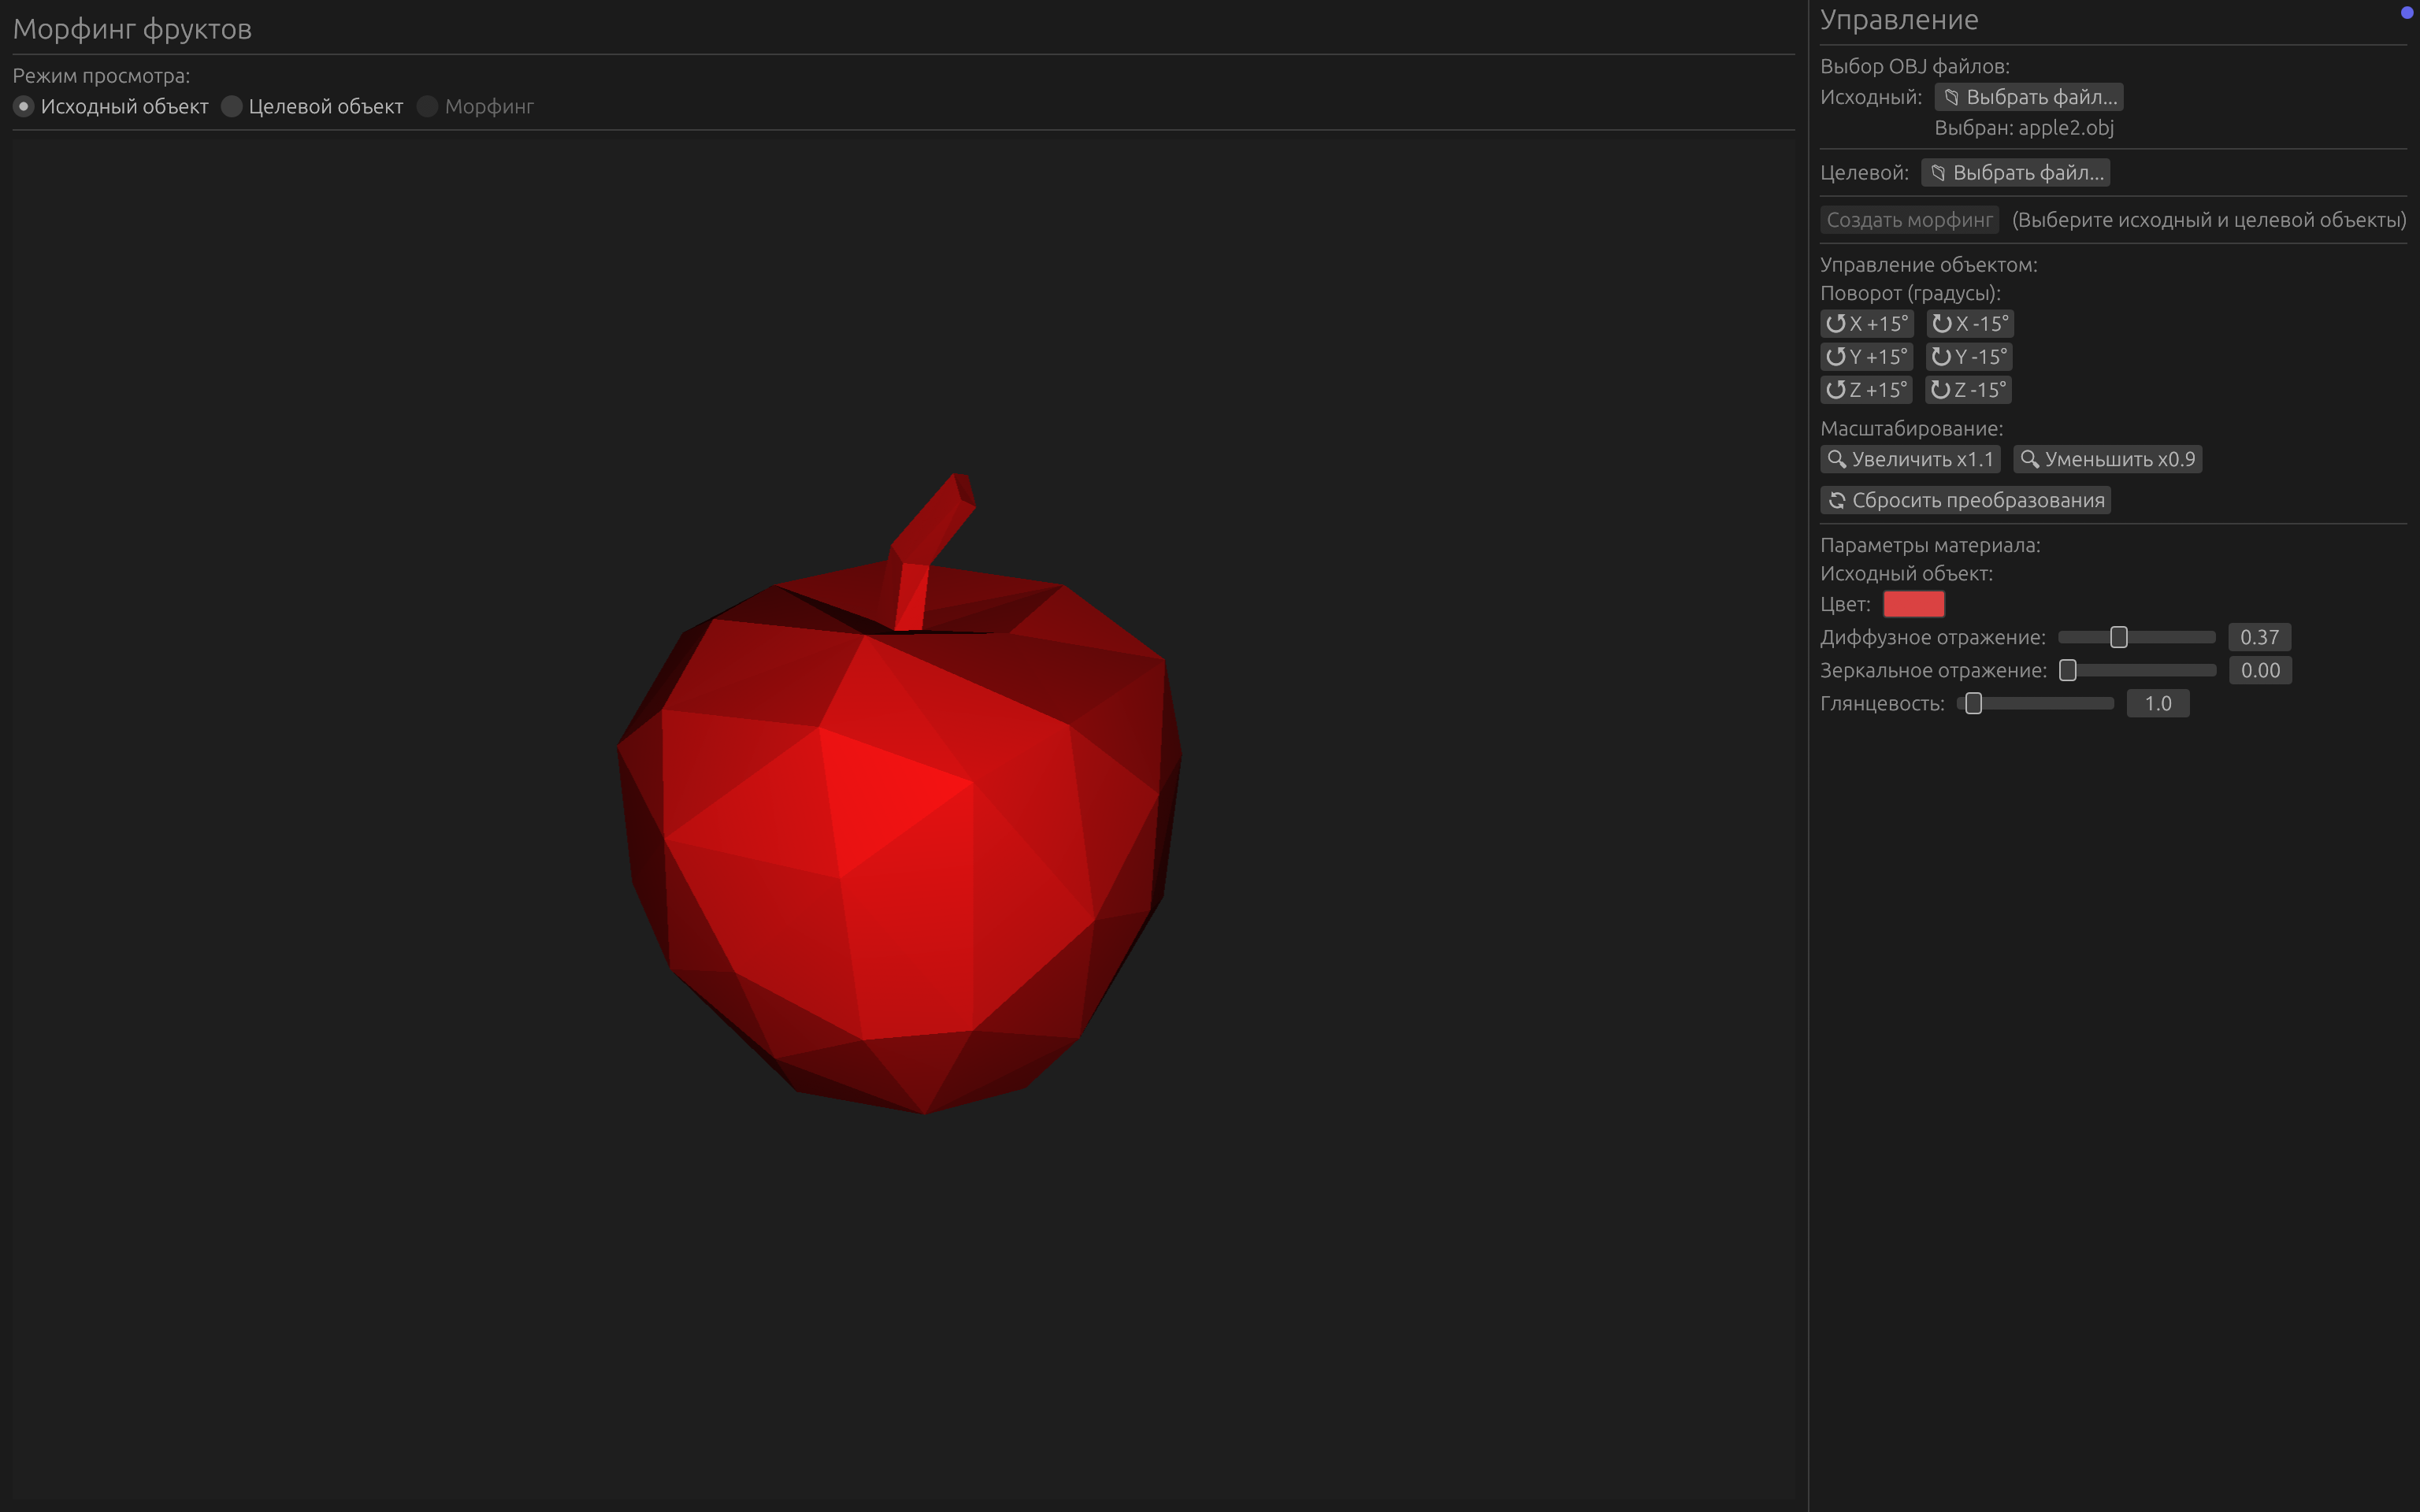 Морфинг фруктов
Режим просмотра:
Исходный объект Целевой объект Морфинг
Управление
Выбор OBJ файлов:
Исходный: Выбрать файл...
Выбран: apple2.obj
Целевой: Выбрать файл...
Создать морфинг (Выберите исходный и целевой объекты)
Управление объектом:
Поворот (градусы):
X +15° X -15°
Y +15° Y -15°
Z +15° Z -15°
Масштабирование:
Увеличить x1.1 Уменьшить x0.9
Сбросить преобразования
Параметры материала:
Исходный объект:
Цвет:
Диффузное отражение: 0.37
Зеркальное отражение: 0.00
Глянцевость: 1.0